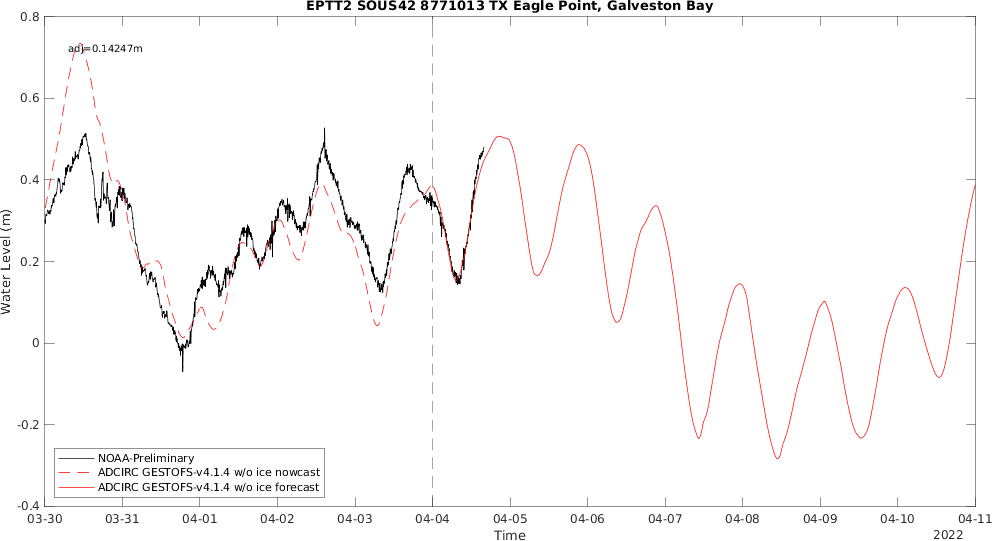 EPTT2 SOUS42 8771013 TX Eagle Point, Galveston Bay
adj=0.14247m
0.8
0.6
0.4
0.2
0
-0.2
-0.4
Water Level (m)
NOAA-Preliminary
ADCIRC GESTOFS-v4.1.4 w/o ice nowcast
ADCIRC GESTOFS-v4.1.4 w/o ice forecast
03-30 03-31 04-01 04-02 04-03 04-04 04-05 04-06 04-07 04-08 04-09 04-10 04-11
Time
2022